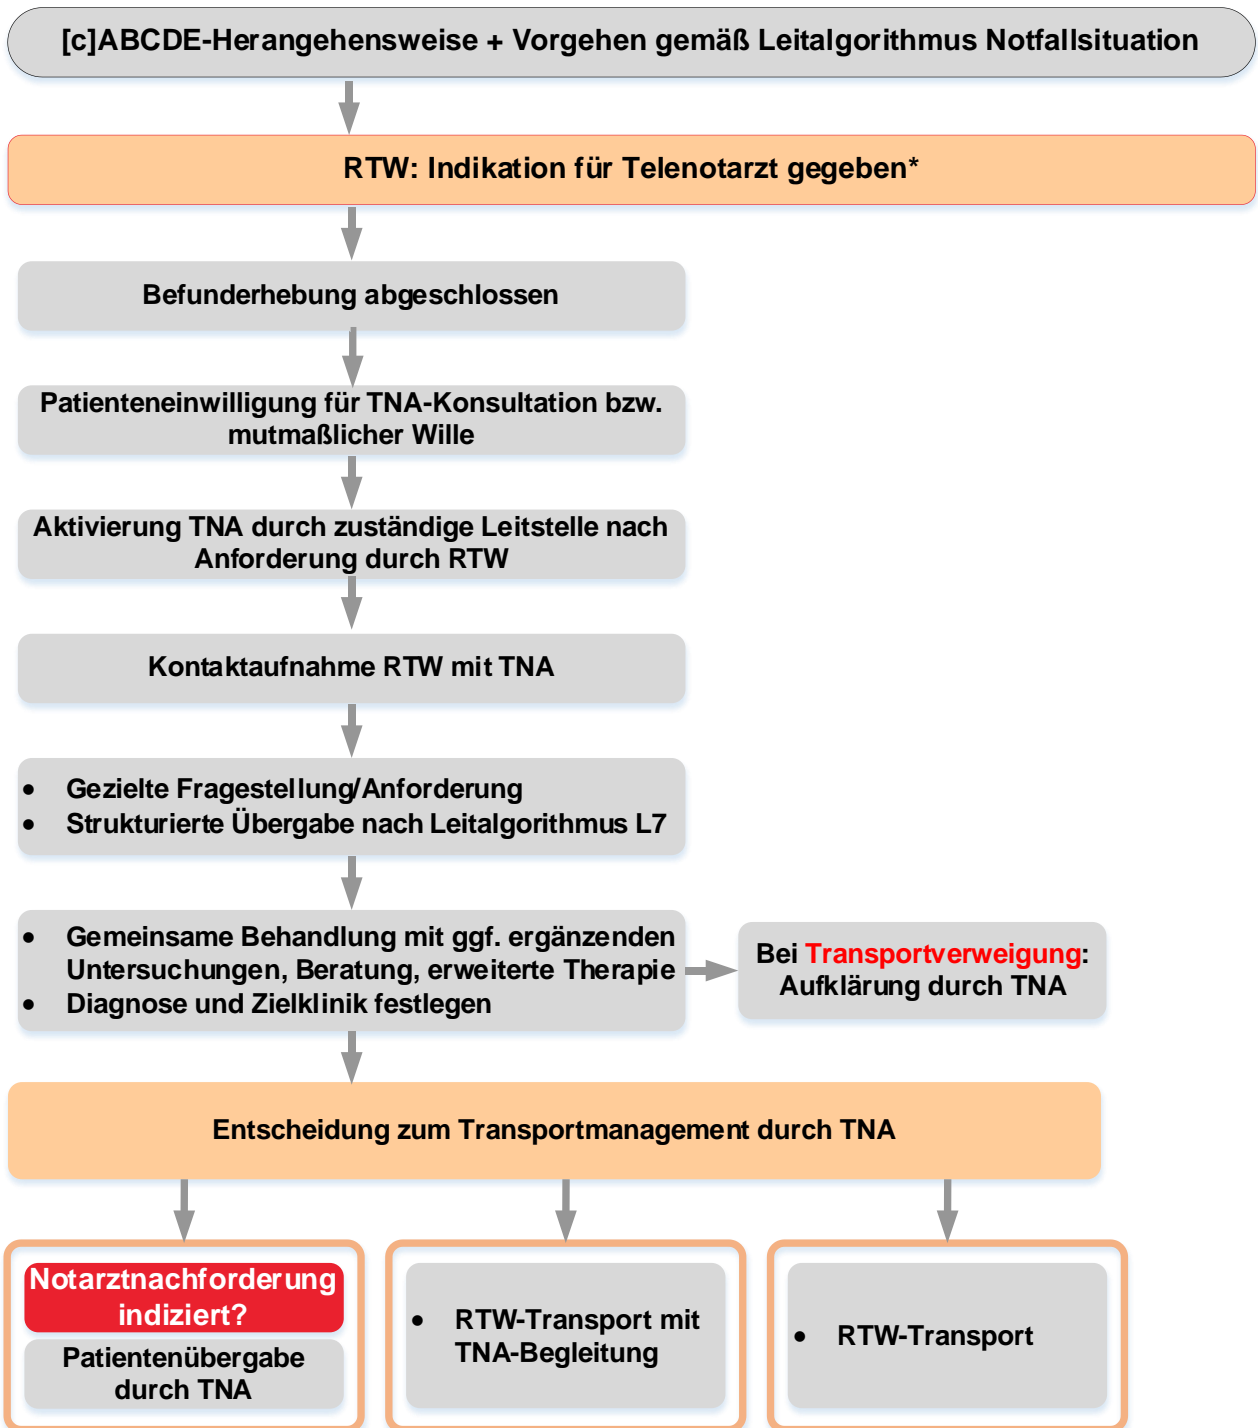 [c]ABCDE-Herangehensweise + Vorgehen gemäß Leitalgorithmus Notfallsituation
RTW: Indikation für Telenotarzt gegeben*
Befunderhebung abgeschlossen
Patienteneinwilligung für TNA-Konsultation bzw.
mutmaßlicher Wille
Aktivierung TNA durch zuständige Leitstelle nach
Anforderung durch RTW
Kontaktaufnahme RTW mit TNA
• Gezielte Fragestellung/Anforderung
• Strukturierte Übergabe nach Leitalgorithmus L7
• Gemeinsame Behandlung mit ggf. ergänzenden
Untersuchungen, Beratung, erweiterte Therapie
• Diagnose und Zielklinik festlegen
Bei Transportverweigung:
Aufklärung durch TNA
Entscheidung zum Transportmanagement durch TNA
Notarztnachforderung
indiziert?
Patientenübergabe
durch TNA
• RTW-Transport mit
TNA-Begleitung
• RTW-Transport